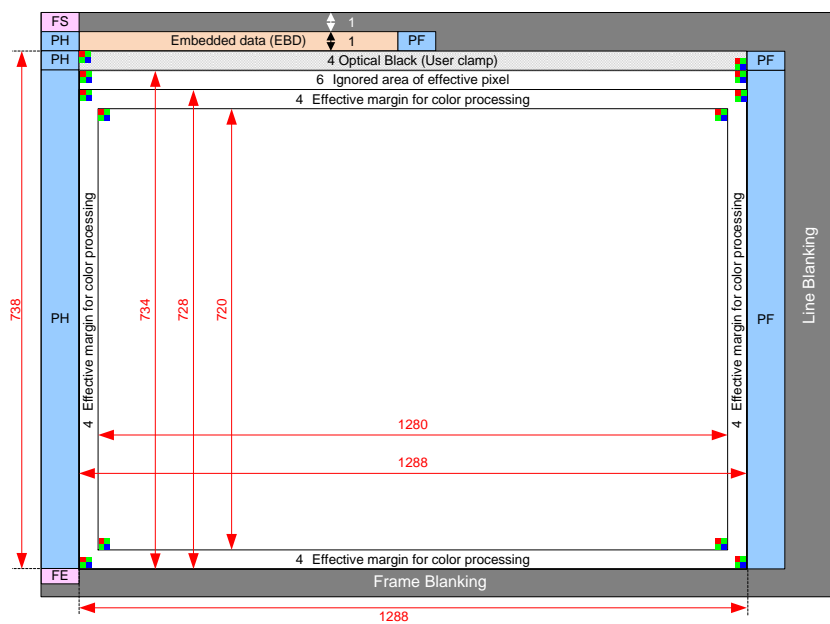 FS
1
PH
Embedded data (EBD)
1
PF
PH
4 Optical Black (User clamp)
PF
6 Ignored area of effective pixel
4 Effective margin for color processing
738
PH
4 Effective margin for color processing
734
728
720
4 Effective margin for color processing
PF
Line Blanking
1280
1288
4 Effective margin for color processing
FE
Frame Blanking
1288